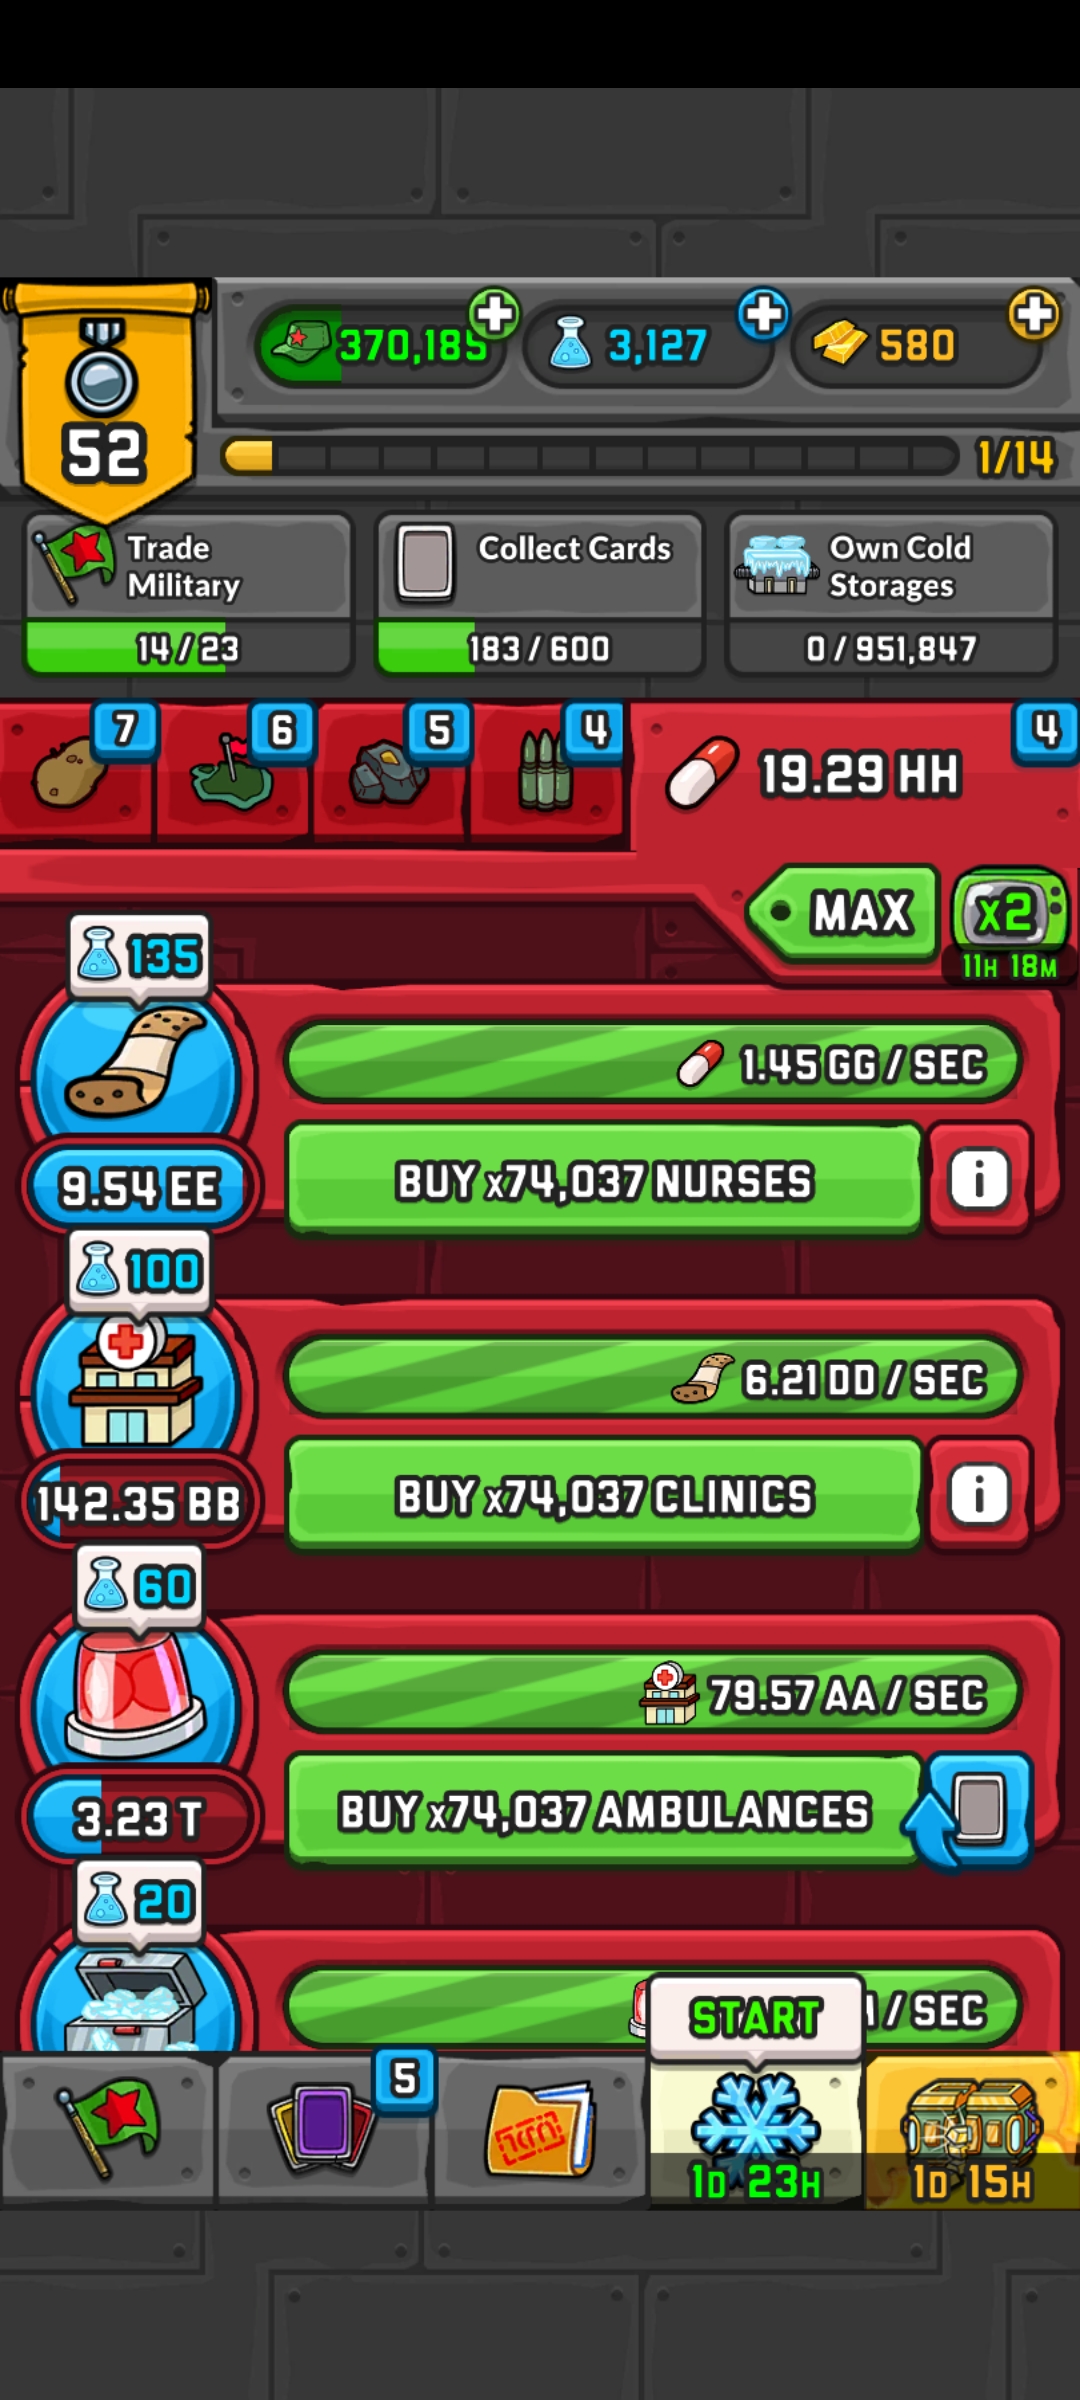 370,185
3,127
580
52
1/14
Trade
Military
14 / 23
Collect Cards
183 / 600
Own Cold
Storages
0 / 951,847
7
6
5
4
19.29 HH
4
MAX
x2
11H 18M
135
1.45 GG / SEC
9.54 EE
BUY x74,037 NURSES
100
6.21 DD / SEC
142.35 BB
BUY x74,037 CLINICS
60
79.57 AA / SEC
3.23 T
BUY x74,037 AMBULANCES
20
/ SEC
START
5
1D 23H
1D 15H